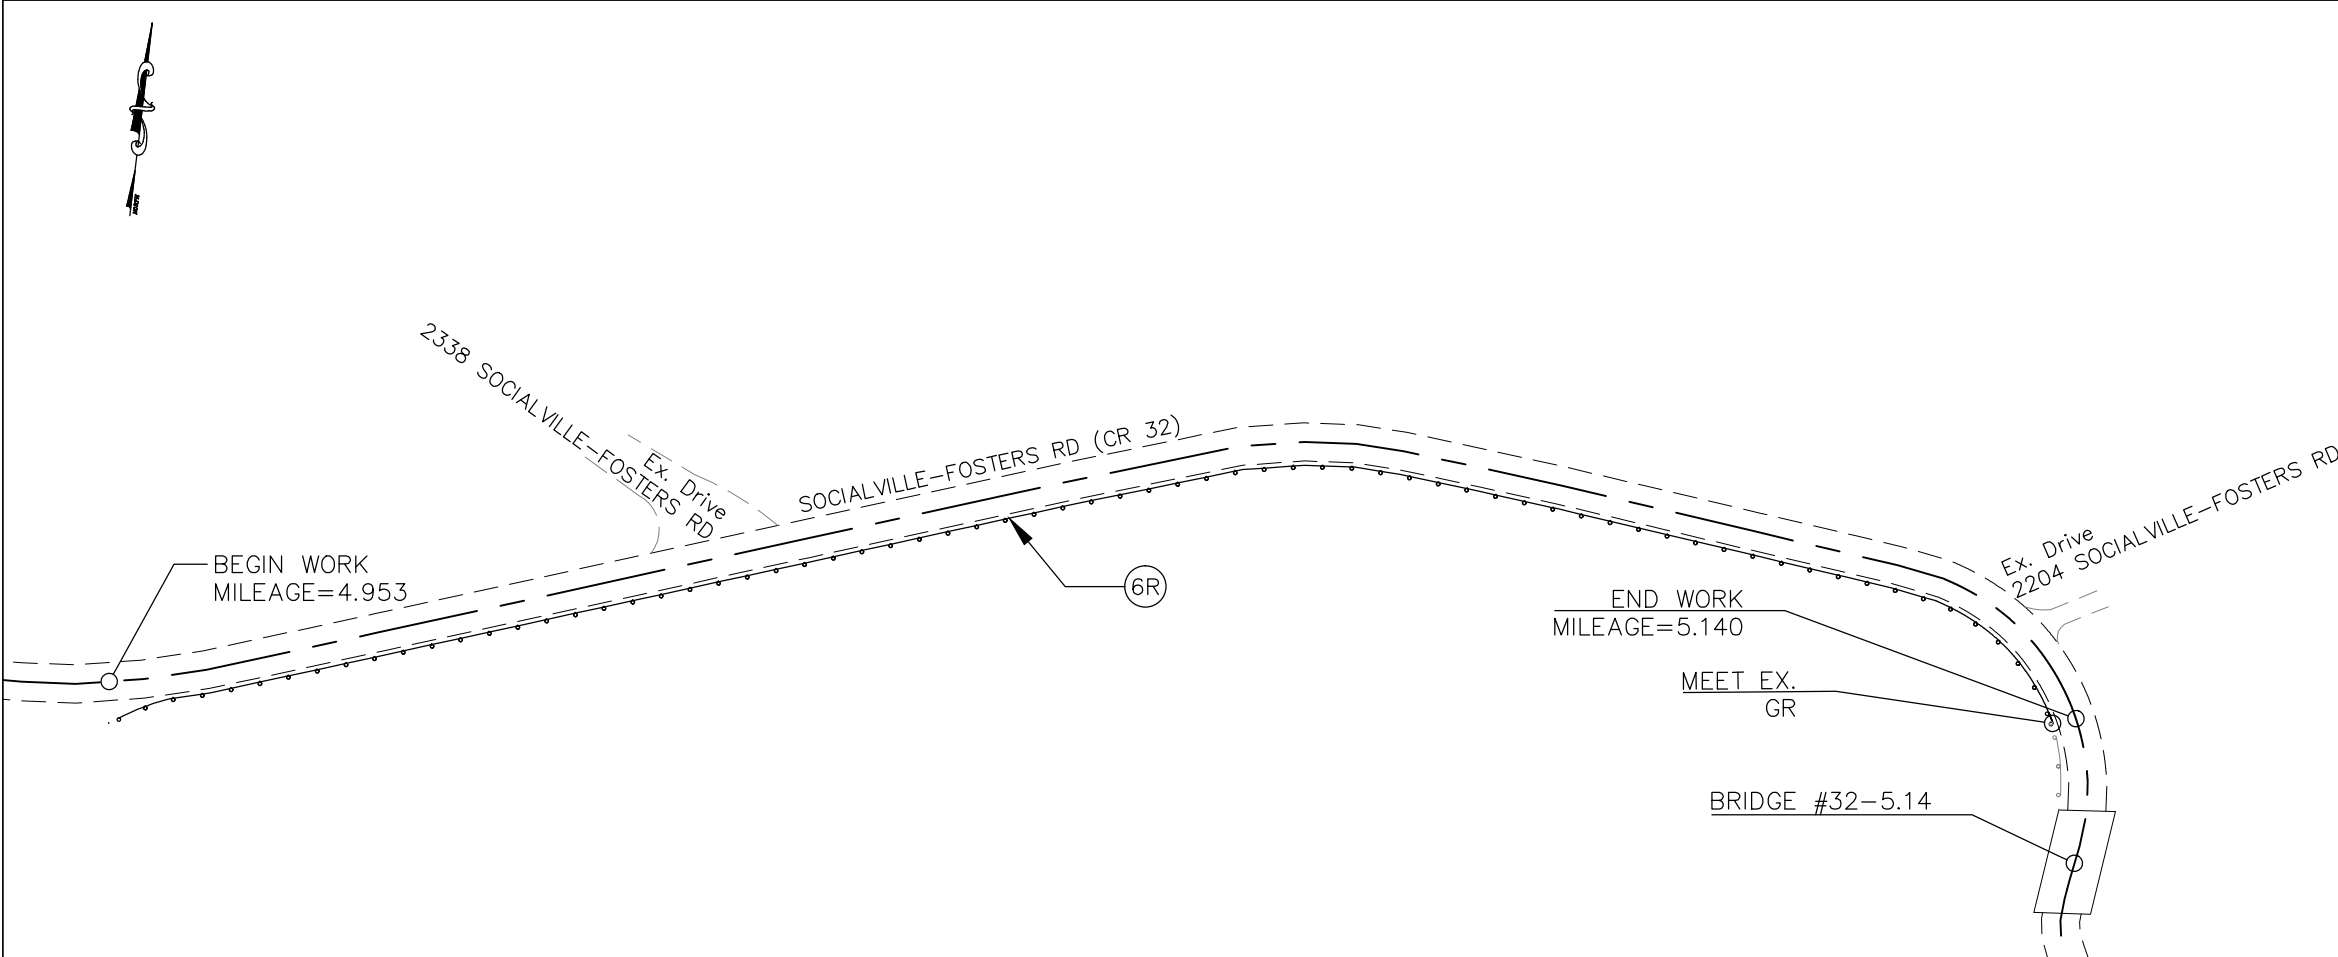 NORTH
2338 SOCIALVILLE-FOSTERS RD
Ex. Drive
SOCIALVILLE-FOSTERS RD (CR 32)
BEGIN WORK
MILEAGE=4.953
6R
Ex. Drive
2204 SOCIALVILLE-FOSTERS RD
END WORK
MILEAGE=5.140
MEET EX.
GR
BRIDGE #32-5.14